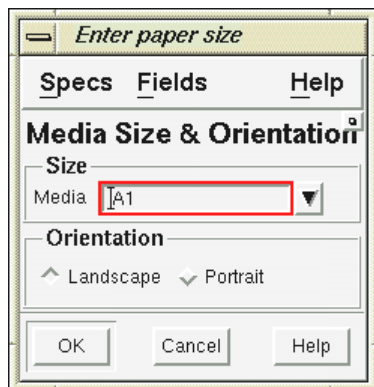 Enter paper size
Specs Fields Help
Media Size & Orientation
Size
Media A1
Orientation
Landscape Portrait
OK Cancel Help